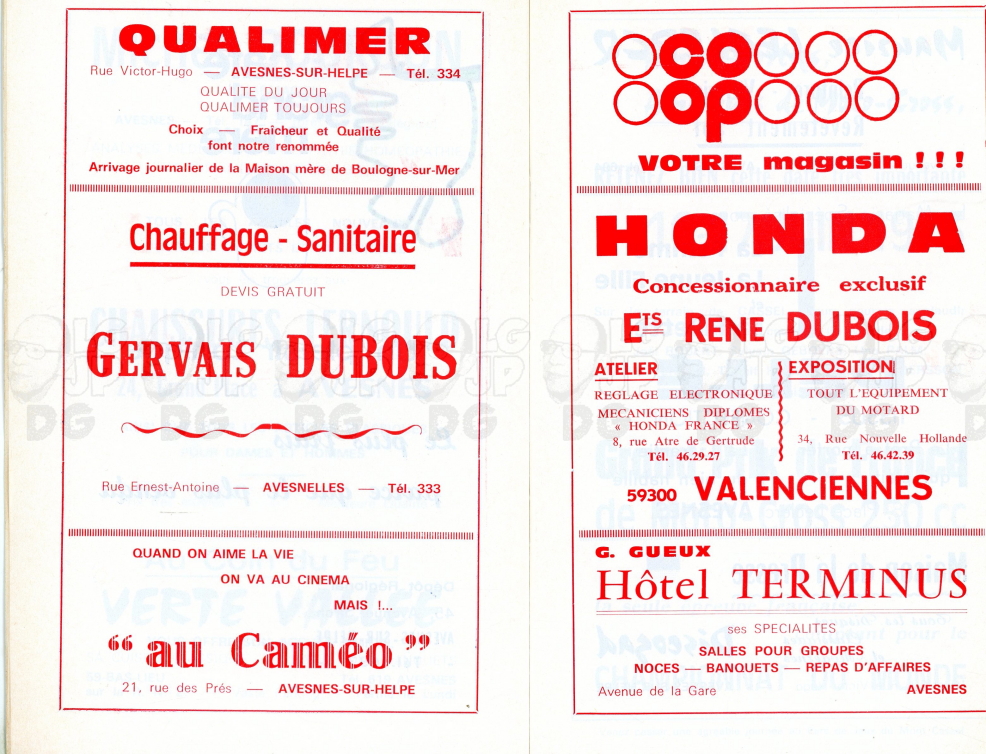 QUALIMER
Rue Victor-Hugo — AVESNES-SUR-HELPE — Tél. 334
QUALITE DU JOUR
QUALIMER TOUJOURS
Choix — Fraîcheur et Qualité
font notre renommée
Arrivage journalier de la Maison mère de Boulogne-sur-Mer
Chauffage - Sanitaire
DEVIS GRATUIT
GERVAIS DUBOIS
Rue Ernest-Antoine — AVESNELLES — Tél. 333
QUAND ON AIME LA VIE
ON VA AU CINEMA
MAIS !...
“ au Caméo ”
21, rue des Prés — AVESNES-SUR-HELPE
co
op
VOTRE magasin ! ! !
HONDA
Concessionnaire exclusif
ETS RENE DUBOIS
ATELIER
REGLAGE ELECTRONIQUE
MECANICIENS DIPLOMES
« HONDA FRANCE »
8, rue Atre de Gertrude
Tél. 46.29.27
EXPOSITION
TOUT L'EQUIPEMENT
DU MOTARD
34, Rue Nouvelle Hollande
Tél. 46.42.39
59300 VALENCIENNES
G. GUEUX
Hôtel TERMINUS
ses SPECIALITES
SALLES POUR GROUPES
NOCES — BANQUETS — REPAS D'AFFAIRES
Avenue de la Gare AVESNES
LG
JP
DG